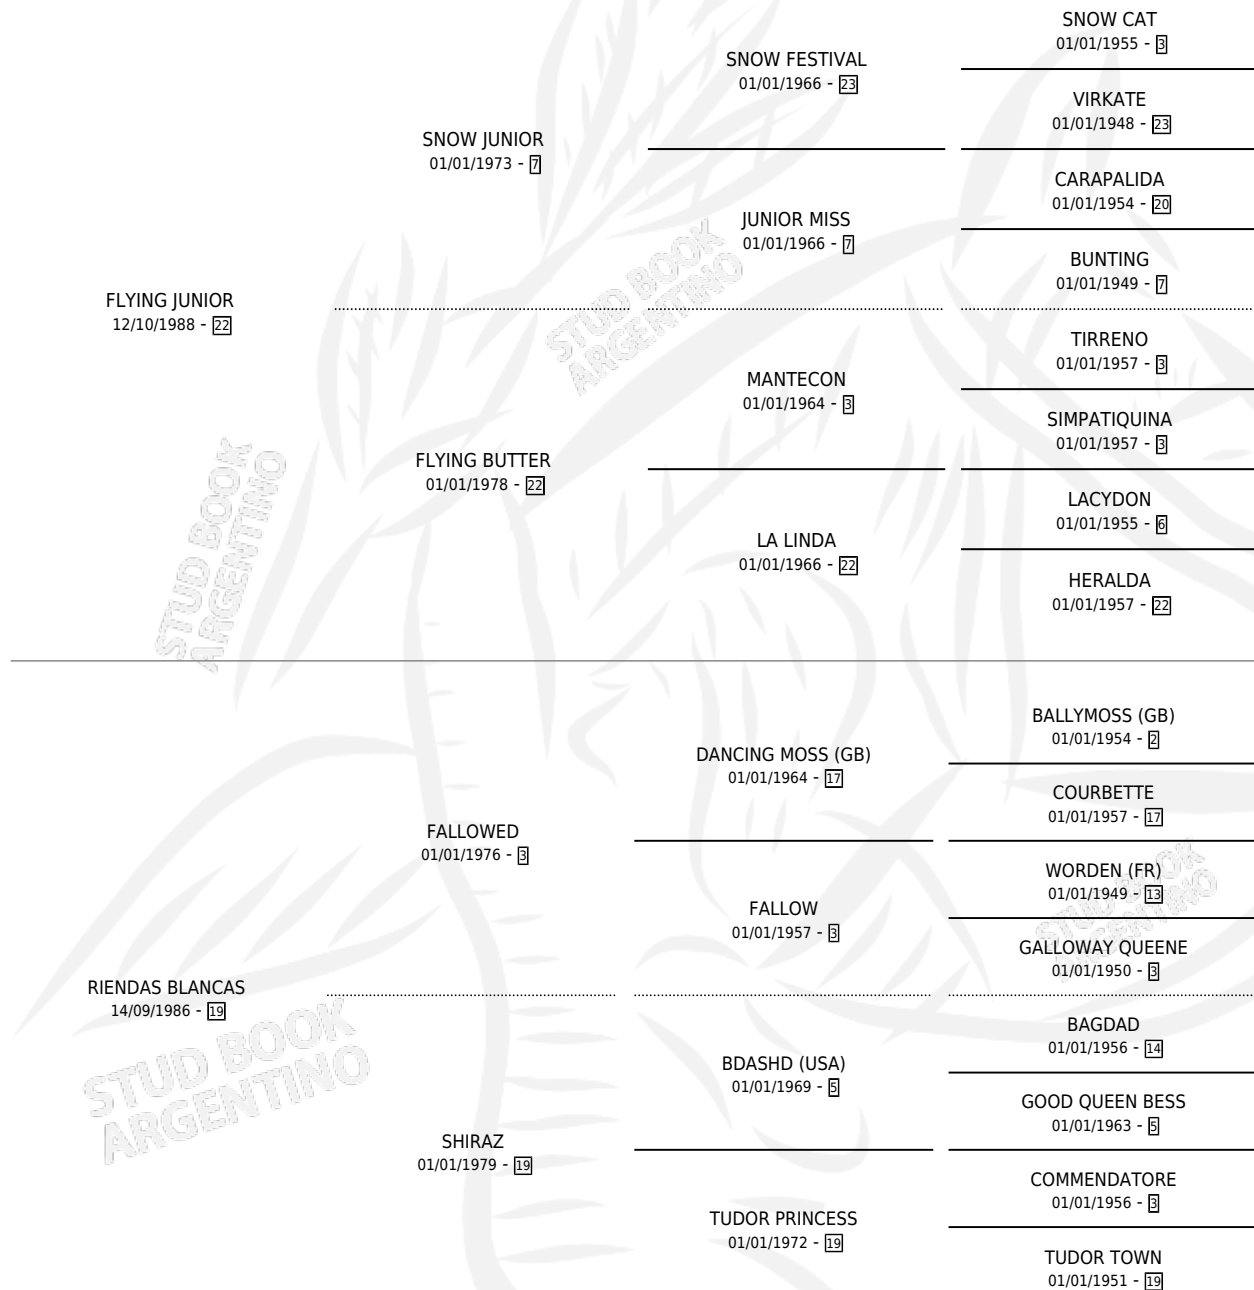 SNOW CAT
01/01/1955 - 3
SNOW FESTIVAL
01/01/1966 - 23
VIRKATE
01/01/1948 - 23
SNOW JUNIOR
01/01/1973 - 7
CARAPALIDA
01/01/1954 - 20
JUNIOR MISS
01/01/1966 - 7
BUNTING
01/01/1949 - 7
FLYING JUNIOR
12/10/1988 - 22
TIRRENO
01/01/1957 - 3
MANTECON
01/01/1964 - 3
SIMPATIQUINA
01/01/1957 - 3
FLYING BUTTER
01/01/1978 - 22
LACYDON
01/01/1955 - 6
LA LINDA
01/01/1966 - 22
HERALDA
01/01/1957 - 22
BALLYMOSS (GB)
01/01/1954 - 2
DANCING MOSS (GB)
01/01/1964 - 17
COURBETTE
01/01/1957 - 17
FALLOWED
01/01/1976 - 3
WORDEN (FR)
01/01/1949 - 13
FALLOW
01/01/1957 - 3
GALLOWAY QUEENE
01/01/1950 - 3
RIENDAS BLANCAS
14/09/1986 - 19
BAGDAD
01/01/1956 - 14
BDASHD (USA)
01/01/1969 - 5
GOOD QUEEN BESS
01/01/1963 - 5
SHIRAZ
01/01/1979 - 19
COMMENDATORE
01/01/1956 - 3
TUDOR PRINCESS
01/01/1972 - 19
TUDOR TOWN
01/01/1951 - 19
STUD BOOK
ARGENTINO
STUD BOOK
ARGENTINO
STUD BOOK
ARGENTINO
STUD BOOK
ARGENTINO